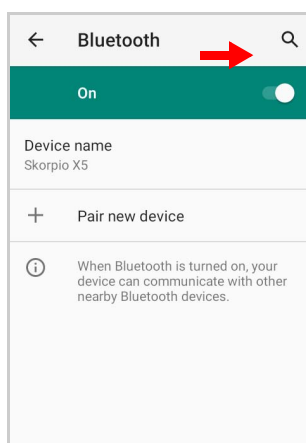 Bluetooth
On
Device name
Skorpio X5
Pair new device
When Bluetooth is turned on, your
device can communicate with other
nearby Bluetooth devices.